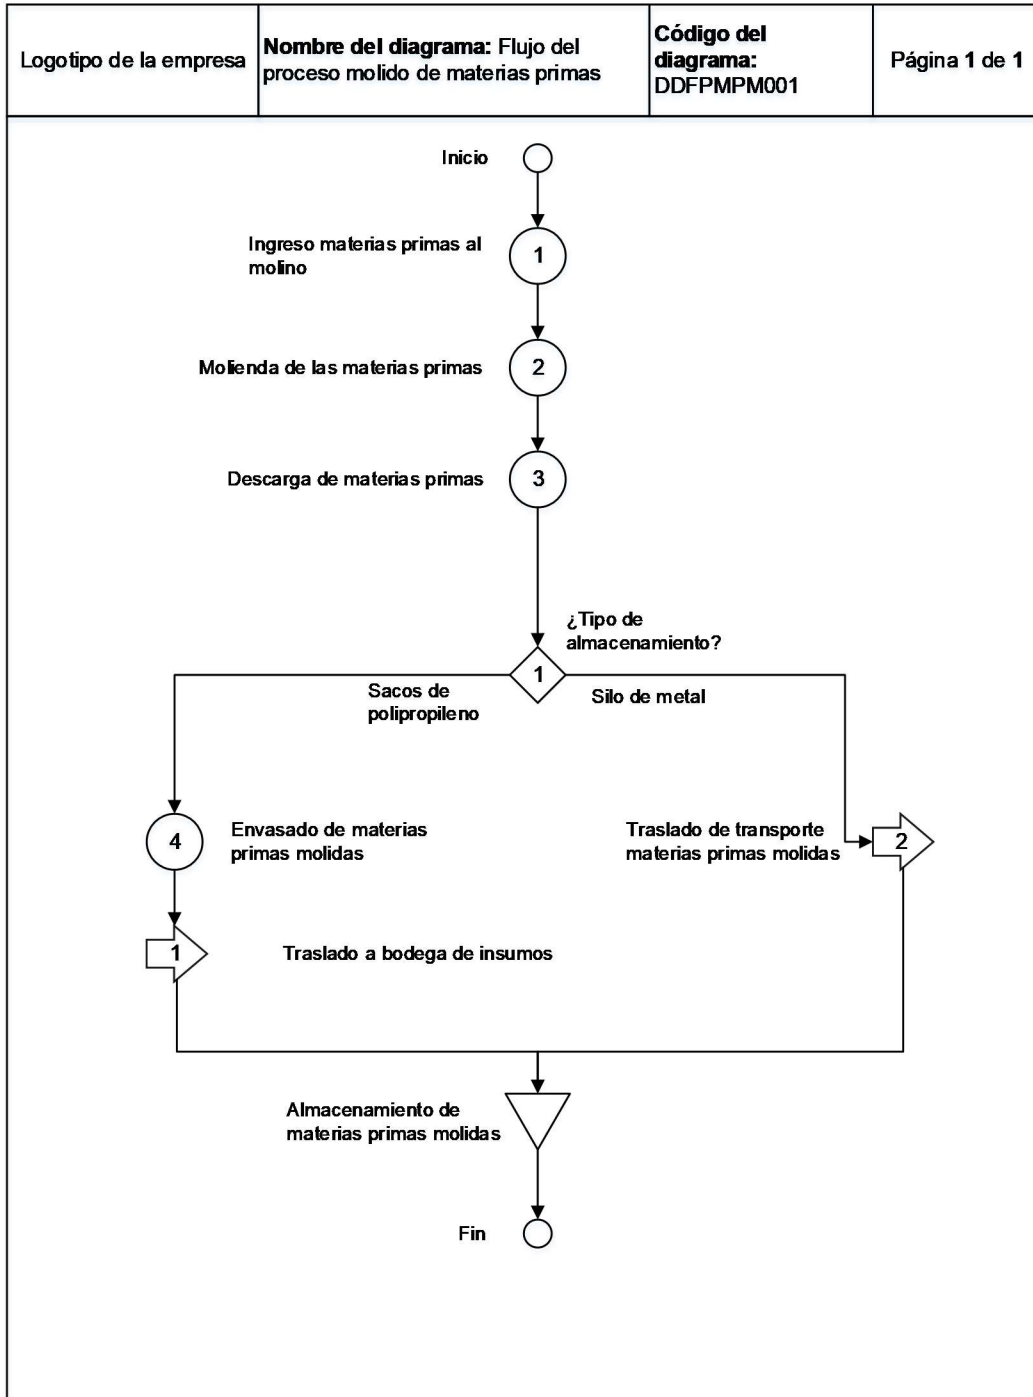 Logotipo de la empresa
Nombre del diagrama: Flujo del
proceso molido de materias primas
Código del
diagrama:
DDFPMPM001
Página 1 de 1
Inicio
Ingreso materias primas al
molino
1
Molienda de las materias primas
2
Descarga de materias primas
3
¿Tipo de
almacenamiento?
1
Sacos de
polipropileno
Silo de metal
4
Envasado de materias
primas molidas
Traslado de transporte
materias primas molidas
2
1
Traslado a bodega de insumos
Almacenamiento de
materias primas molidas
Fin